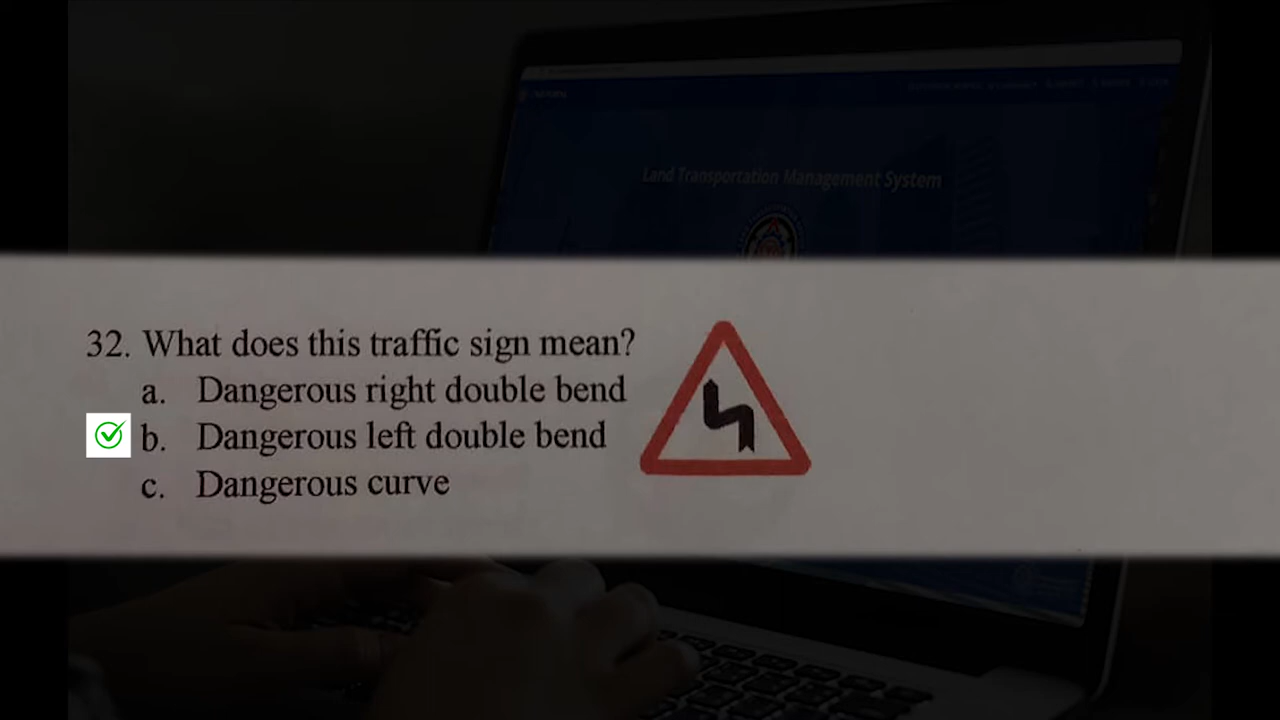 Land Transportation Management System
32. What does this traffic sign mean?
a. Dangerous right double bend
b. Dangerous left double bend
c. Dangerous curve